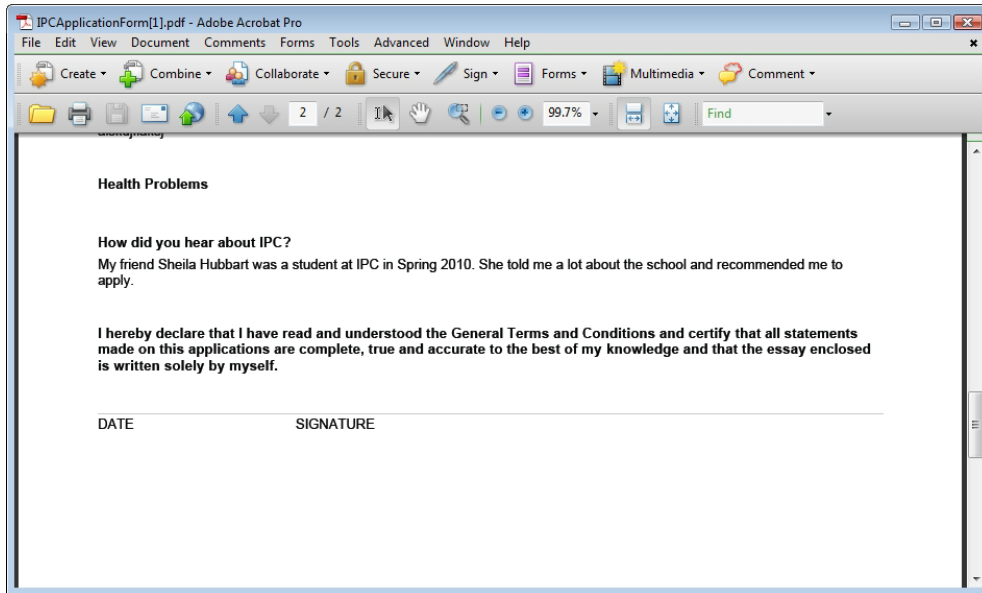 IPCApplicationForm[1].pdf - Adobe Acrobat Pro
File Edit View Document Comments Forms Tools Advanced Window Help
Create Combine Collaborate Secure Sign Forms Multimedia Comment
2 / 2 99.7% Find
Health Problems
How did you hear about IPC?
My friend Sheila Hubbart was a student at IPC in Spring 2010. She told me a lot about the school and recommended me to
apply.
I hereby declare that I have read and understood the General Terms and Conditions and certify that all statements
made on this applications are complete, true and accurate to the best of my knowledge and that the essay enclosed
is written solely by myself.
DATE SIGNATURE